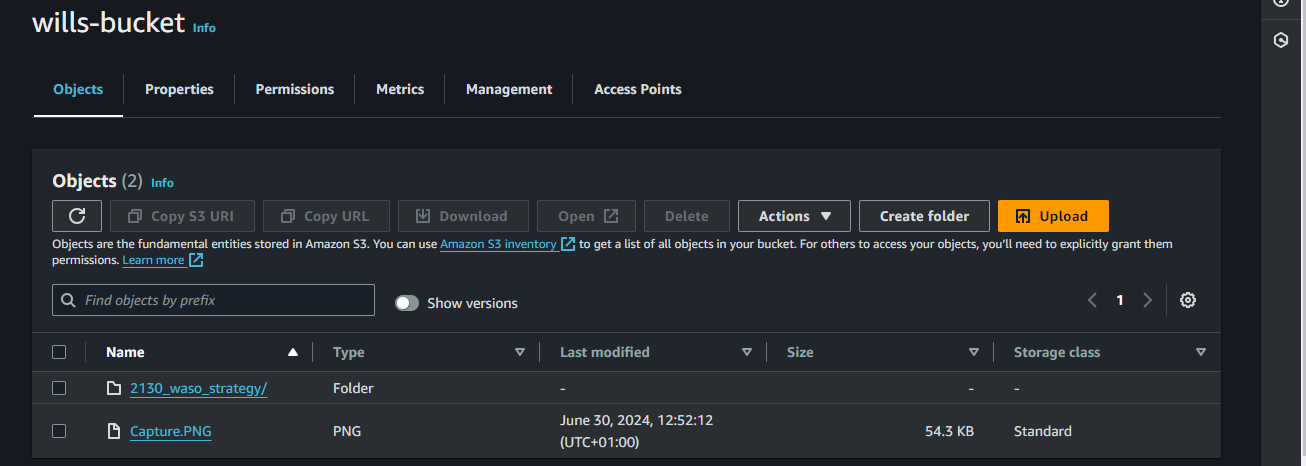 wills-bucket Info
Objects Properties Permissions Metrics Management Access Points
Objects (2) Info
Copy S3 URI Copy URL Download Open Delete Actions Create folder Upload
Objects are the fundamental entities stored in Amazon S3. You can use Amazon S3 inventory to get a list of all objects in your bucket. For others to access your objects, you'll need to explicitly grant them
permissions. Learn more
Find objects by prefix Show versions 1
Name Type Last modified Size Storage class
2130_waso_strategy/ Folder - - -
Capture.PNG PNG June 30, 2024, 12:52:12 54.3 KB Standard
(UTC+01:00)